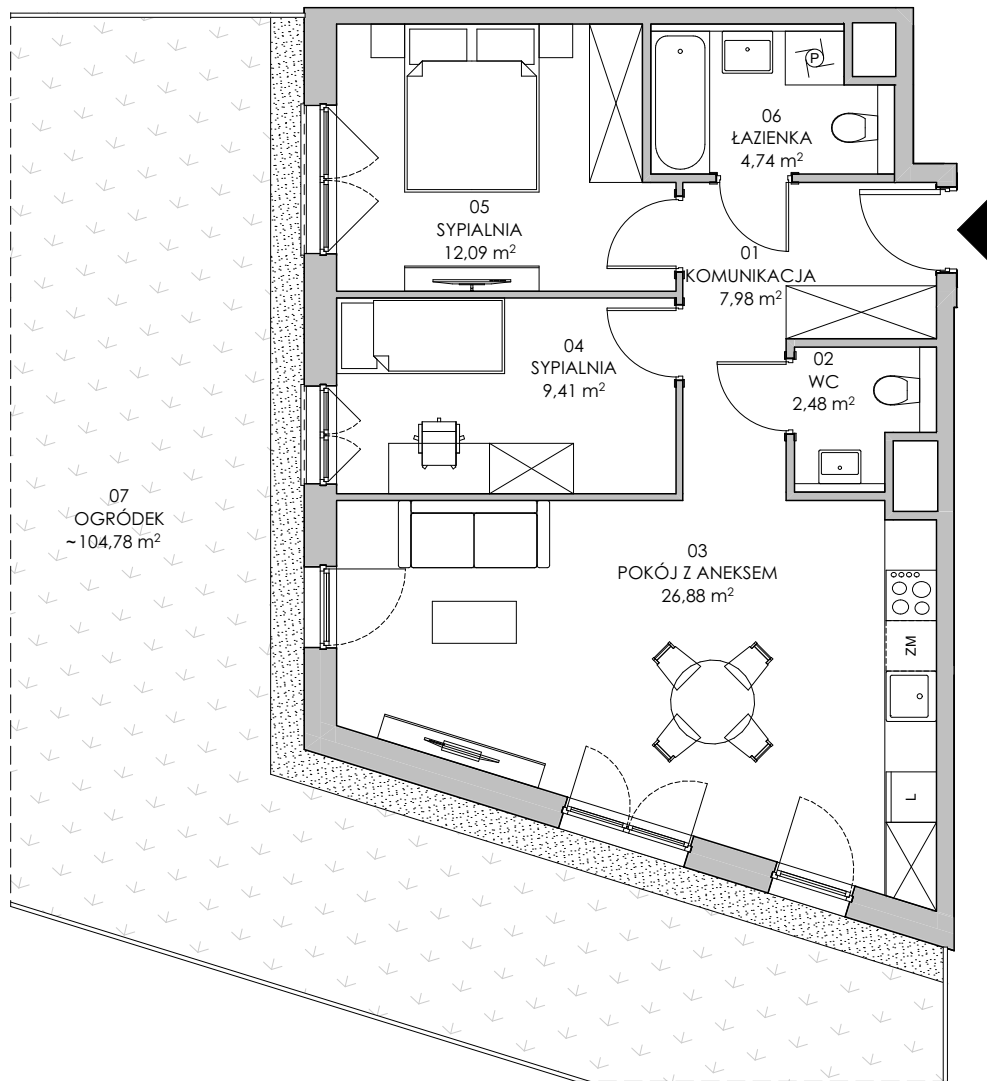 P
06
ŁAZIENKA
4,74 m²
05
SYPIALNIA
12,09 m²
01
KOMUNIKACJA
7,98 m²
04
SYPIALNIA
9,41 m²
02
WC
2,48 m²
07
OGRÓDEK
~104,78 m²
03
POKÓJ Z ANEKSEM
26,88 m²
ZM
L